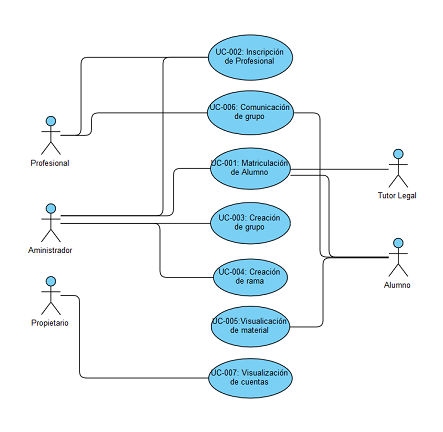 UC-002: Inscripción
de Profesional
UC-006: Comunicación
de grupo
Profesional
UC-001: Matriculación
de Alumno
Tutor Legal
UC-003: Creación
de grupo
Aministrador
UC-004: Creación
de rama
Alumno
UC-005:Visualicación
de material
Propietario
UC-007: Visualización
de cuentas